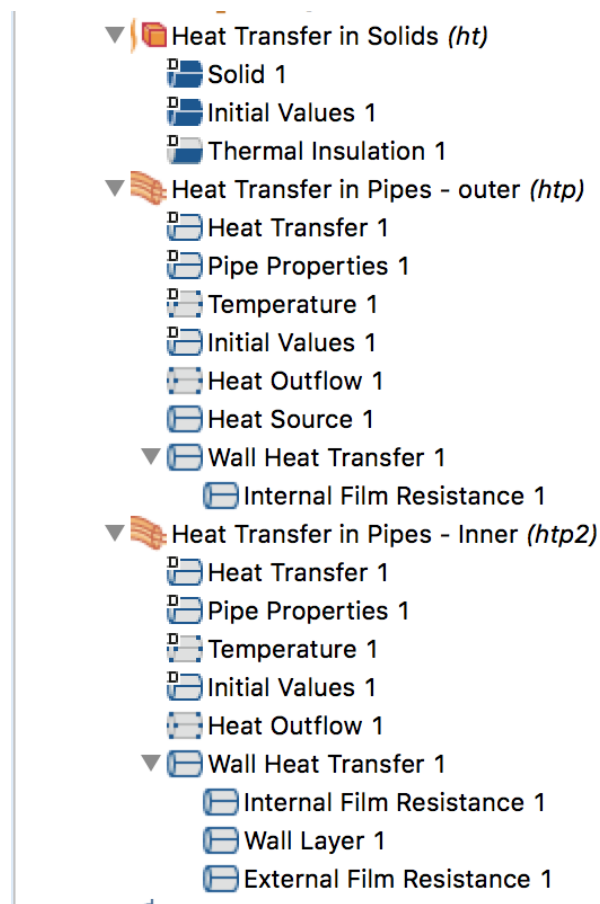 Heat Transfer in Solids (ht)
D Solid 1
D Initial Values 1
D Thermal Insulation 1
Heat Transfer in Pipes - outer (htp)
D Heat Transfer 1
D Pipe Properties 1
D Temperature 1
D Initial Values 1
Heat Outflow 1
Heat Source 1
Wall Heat Transfer 1
Internal Film Resistance 1
Heat Transfer in Pipes - Inner (htp2)
D Heat Transfer 1
D Pipe Properties 1
D Temperature 1
D Initial Values 1
Heat Outflow 1
Wall Heat Transfer 1
Internal Film Resistance 1
Wall Layer 1
External Film Resistance 1